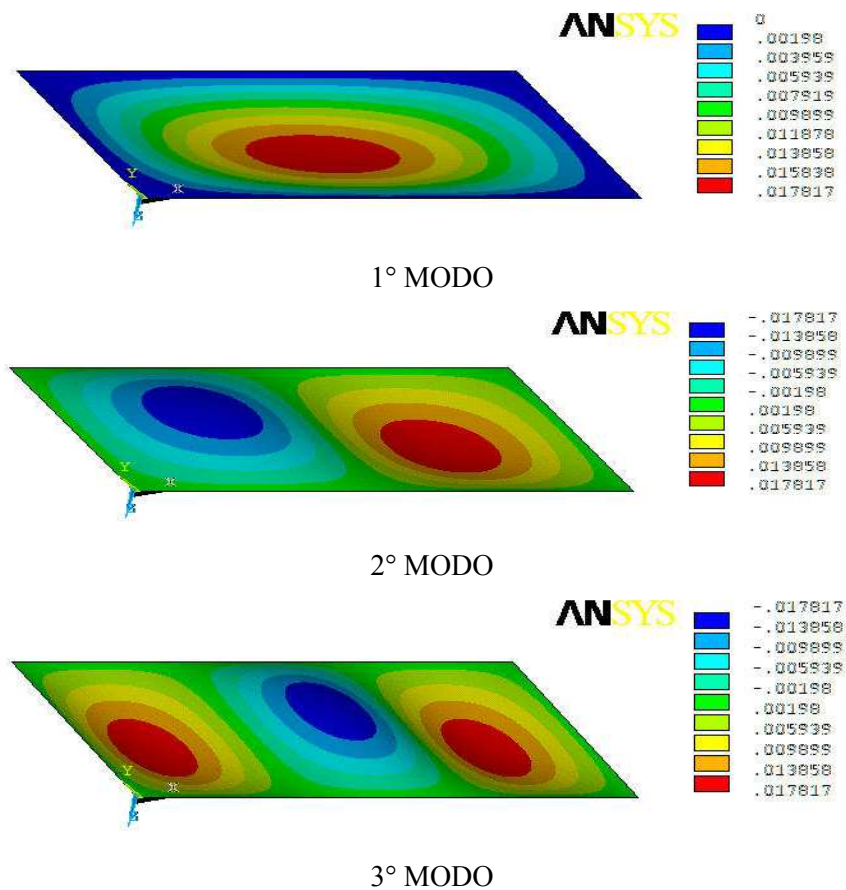 ANSYS
0
.00198
.003959
.005939
.007919
.009899
.011878
.013858
.015838
.017817
Y
X
Z
1° MODO
ANSYS
-.017817
-.013858
-.009899
-.005939
-.00198
.00198
.005939
.009899
.013858
.017817
Y
X
Z
2° MODO
ANSYS
-.017817
-.013858
-.009899
-.005939
-.00198
.00198
.005939
.009899
.013858
.017817
Y
X
Z
3° MODO